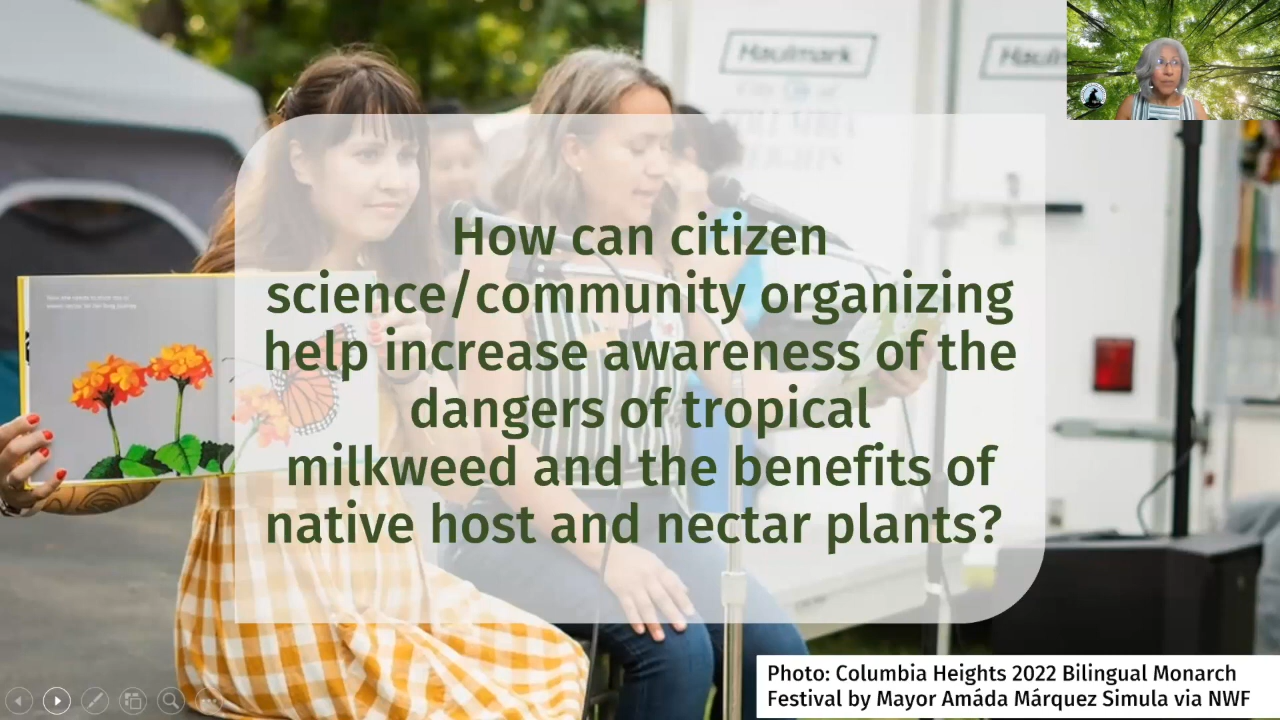 Haulmark
How can citizen
science/community organizing
help increase awareness of the
dangers of tropical
milkweed and the benefits of
native host and nectar plants?
Photo: Columbia Heights 2022 Bilingual Monarch
Festival by Mayor Amáda Márquez Simula via NWF